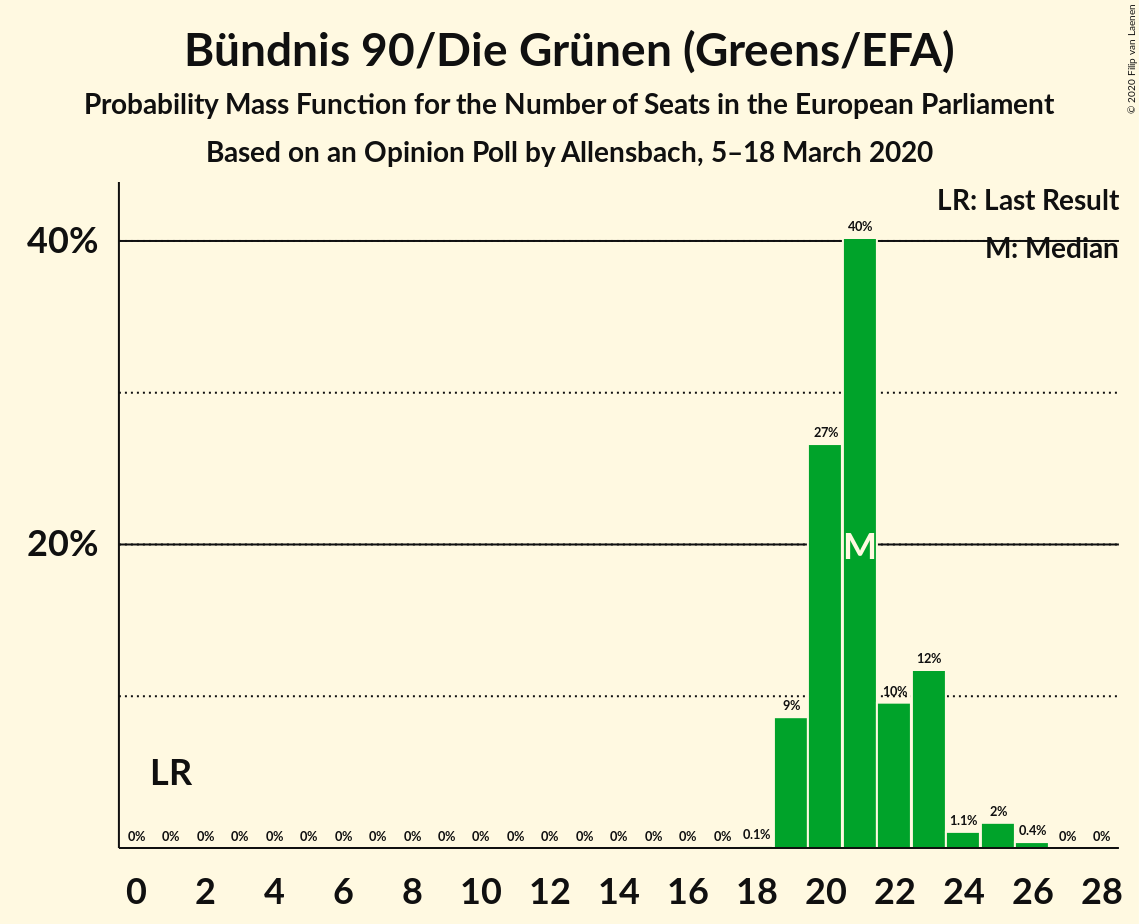 Bündnis 90/Die Grünen (Greens/EFA)
Probability Mass Function for the Number of Seats in the European Parliament
Based on an Opinion Poll by Allensbach, 5–18 March 2020
© 2020 Filip van Laenen
LR: Last Result
M: Median
40%
20%
40%
27%
M
12%
10%
9%
LR
0% 0% 0% 0% 0% 0% 0% 0% 0% 0% 0% 0% 0% 0% 0% 0% 0% 0% 0.1% 1.1% 2% 0.4% 0% 0%
0 2 4 6 8 10 12 14 16 18 20 22 24 26 28